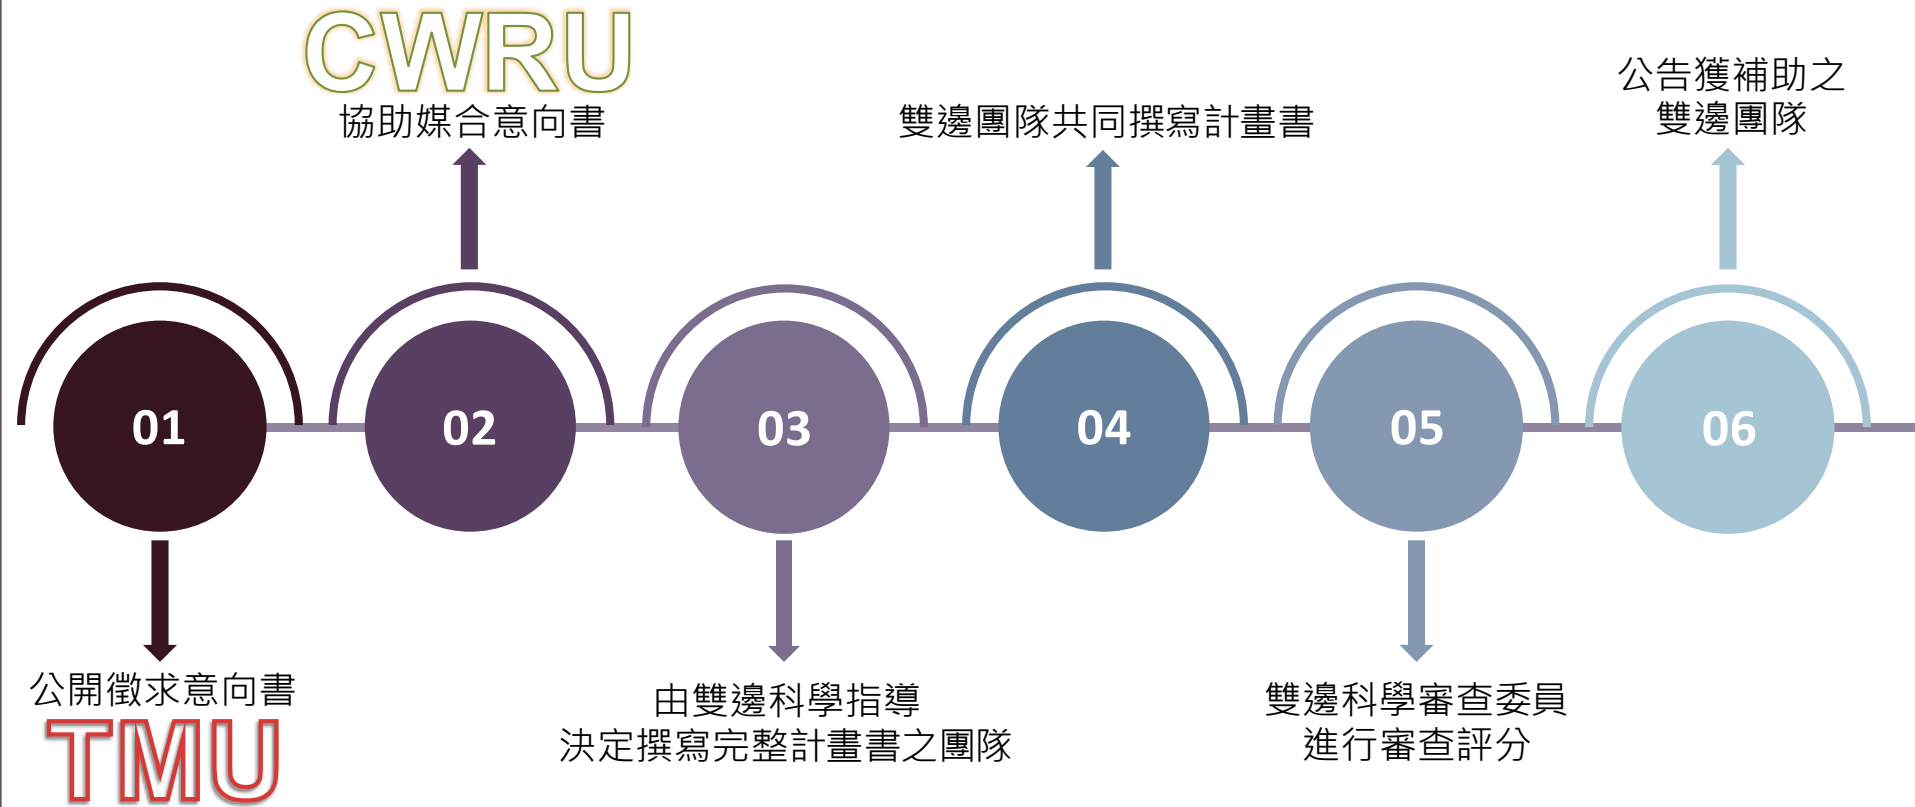 CWRU
協助媒合意向書
雙邊團隊共同撰寫計畫書
公告獲補助之
雙邊團隊
01
02
03
04
05
06
公開徵求意向書
TMU
由雙邊科學指導
決定撰寫完整計畫書之團隊
雙邊科學審查委員
進行審查評分